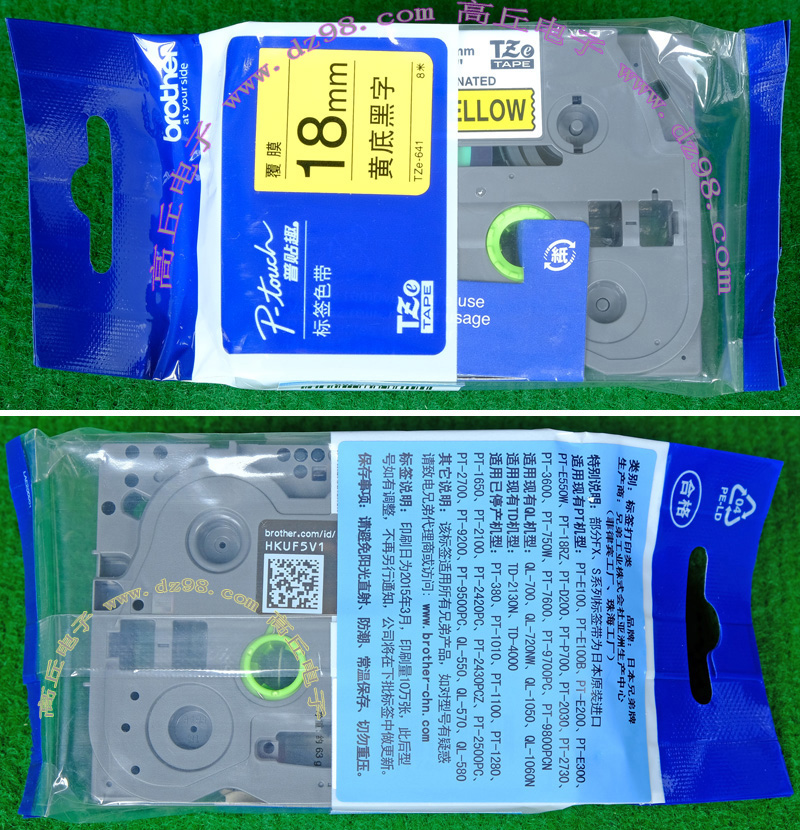 www.dz98.com 高丘电子
brother
at your side
覆膜
18mm
黄底黑字
TZe-641
8米
P-touch
普贴趣®
标签色带
TZe
TAPE
mm
TZe
TAPE
NATED
ELLOW
紙
use
sage
高丘电子 www.dz98.com
类别：标签打印类 品牌：日本兄弟牌
生产商：兄弟工业株式会社亚洲生产中心
（菲律宾工厂、珠海工厂）
特别说明：部分FX、S系列标签带为日本原装进口
适用现有PT机型：PT-E100、PT-E100B、PT-E200、PT-E300、
PT-E550W、PT-18RZ、PT-D200、PT-P700、PT-2030、PT-2730、
PT-3600、PT-750W、PT-7600、PT-9700PC、PT-9800PCN
适用现有QL机型：QL-700、QL-720NW、QL-1050、QL-1060N
适用现有TD机型：TD-2130N、TD-4000
适用已停产机型：PT-380、PT-1010、PT-1100、PT-1280、
PT-1650、PT-2100、PT-2420PC、PT-2430PCZ、PT-2500PC、
PT-2700、PT-9200、PT-9500PC、QL-550、QL-570、QL-580
其它说明：该标签适用所有兄弟产品，如对型号有疑惑
请致电兄弟代理商或访问：www.brother-chn.com
标签说明：印刷日为2015年3月，印刷量10万张，此后型
号如有调整，不再另行通知，公司将在下批标签中做更新。
保存事项：请避免阳光直射、防潮、常温保存、切勿重压。
合格
04
PE-LD
brother.com/id/
HKUF5V1
约 63 g
高丘电子 www.dz98.com 高丘电子